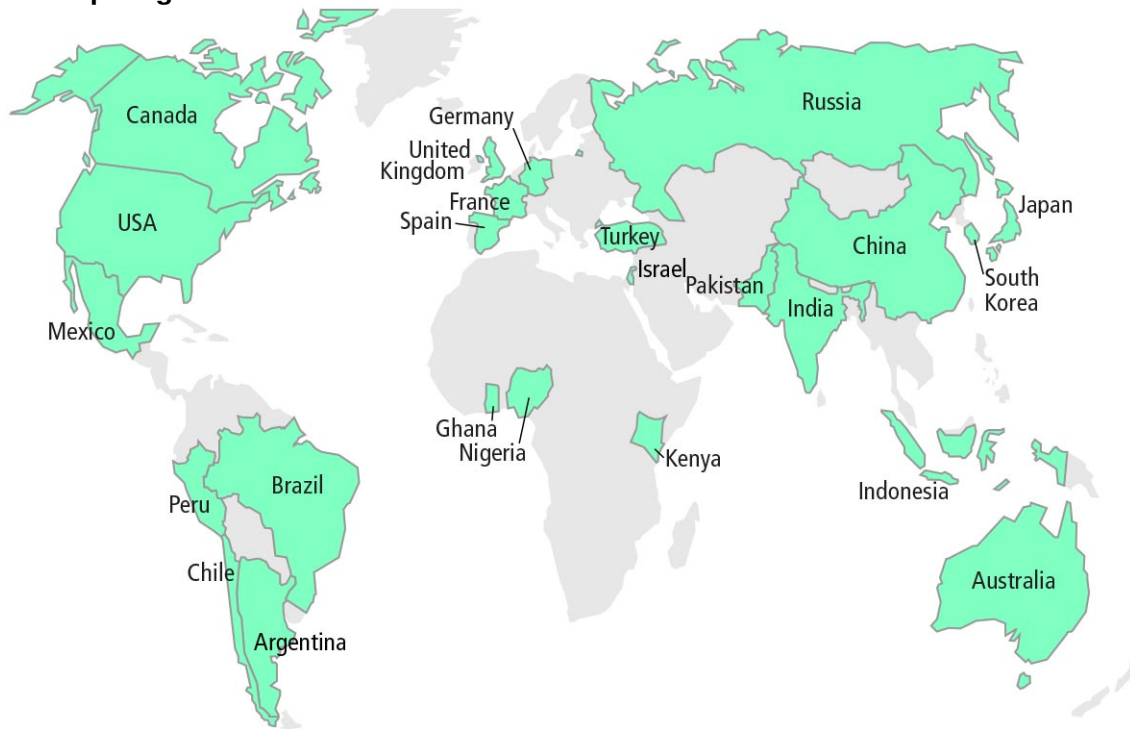 Canada
Russia
Germany
United
Kingdom
France
Spain
USA
Turkey
Japan
China
Israel
Pakistan
South
Korea
India
Mexico
Ghana
Nigeria
Kenya
Brazil
Indonesia
Peru
Chile
Australia
Argentina